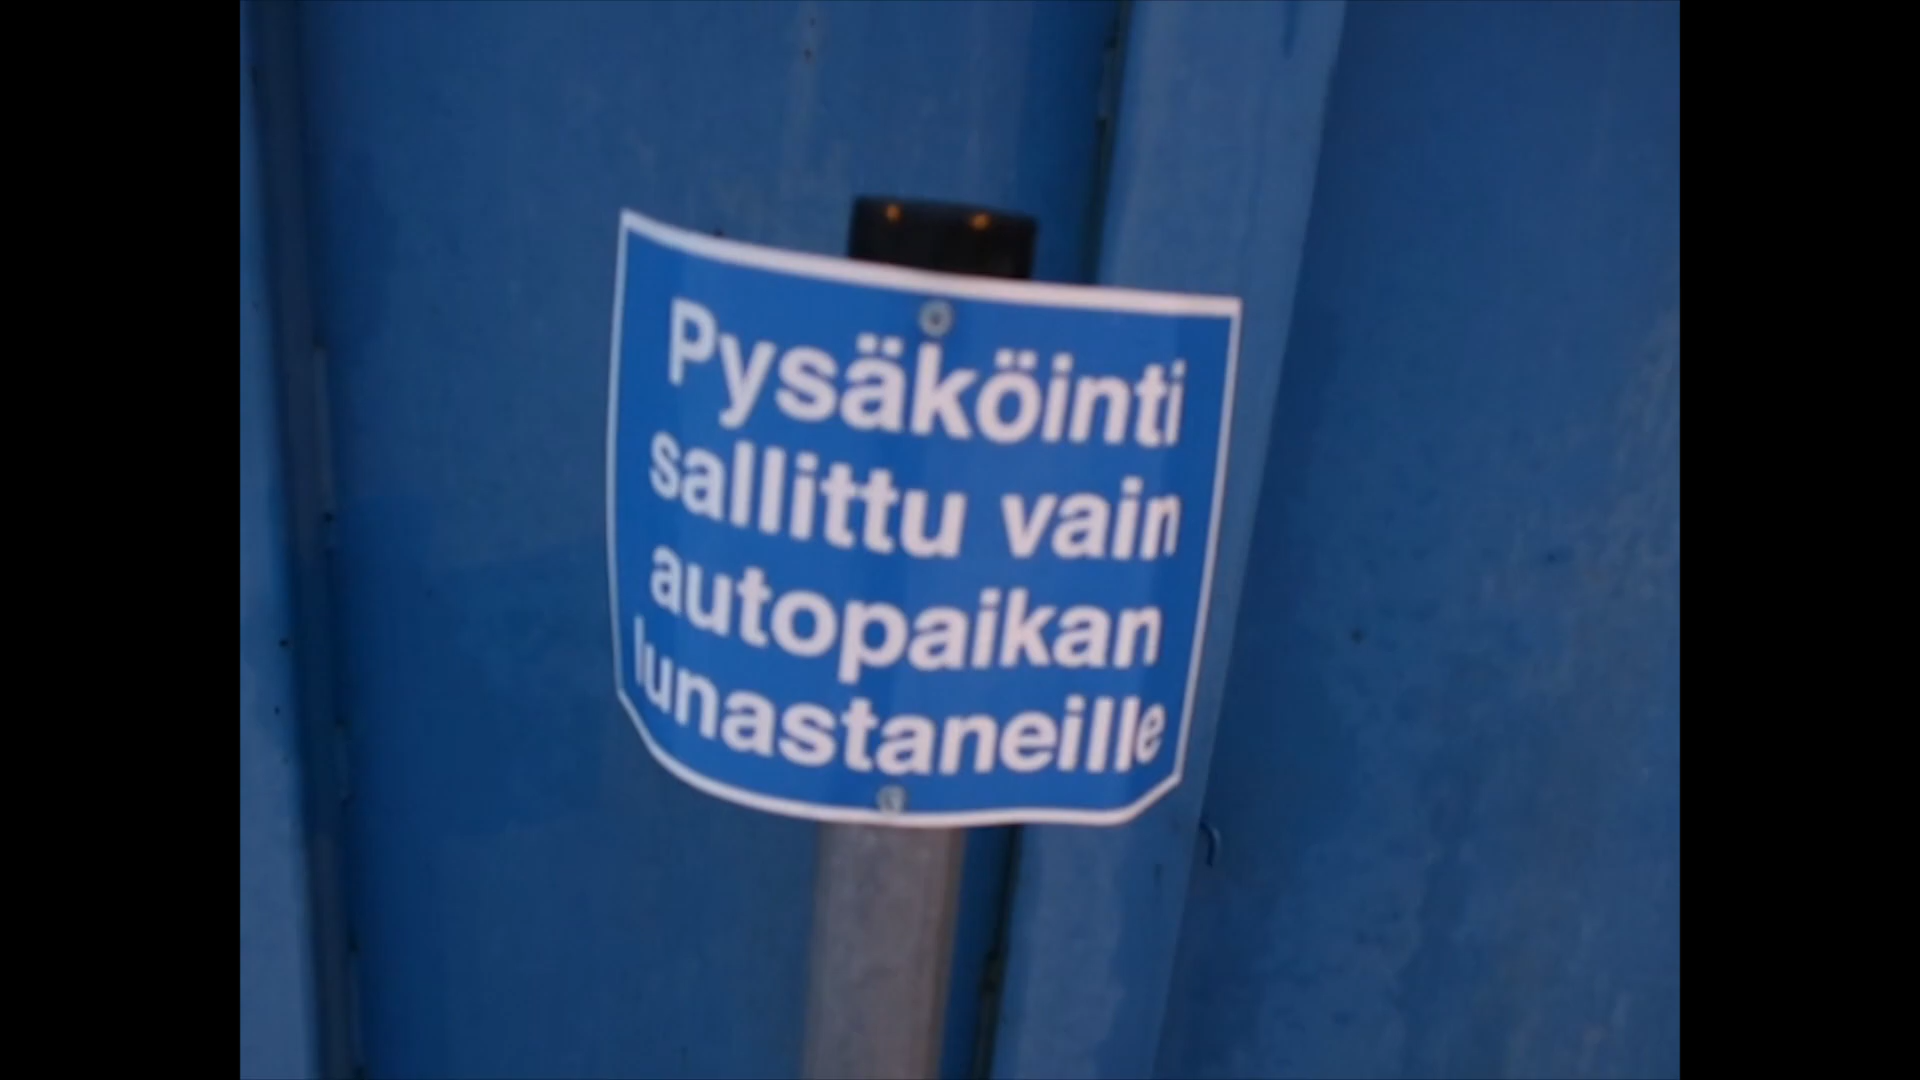 Pysäköinti
sallittu vain
autopaikan
lunastaneille